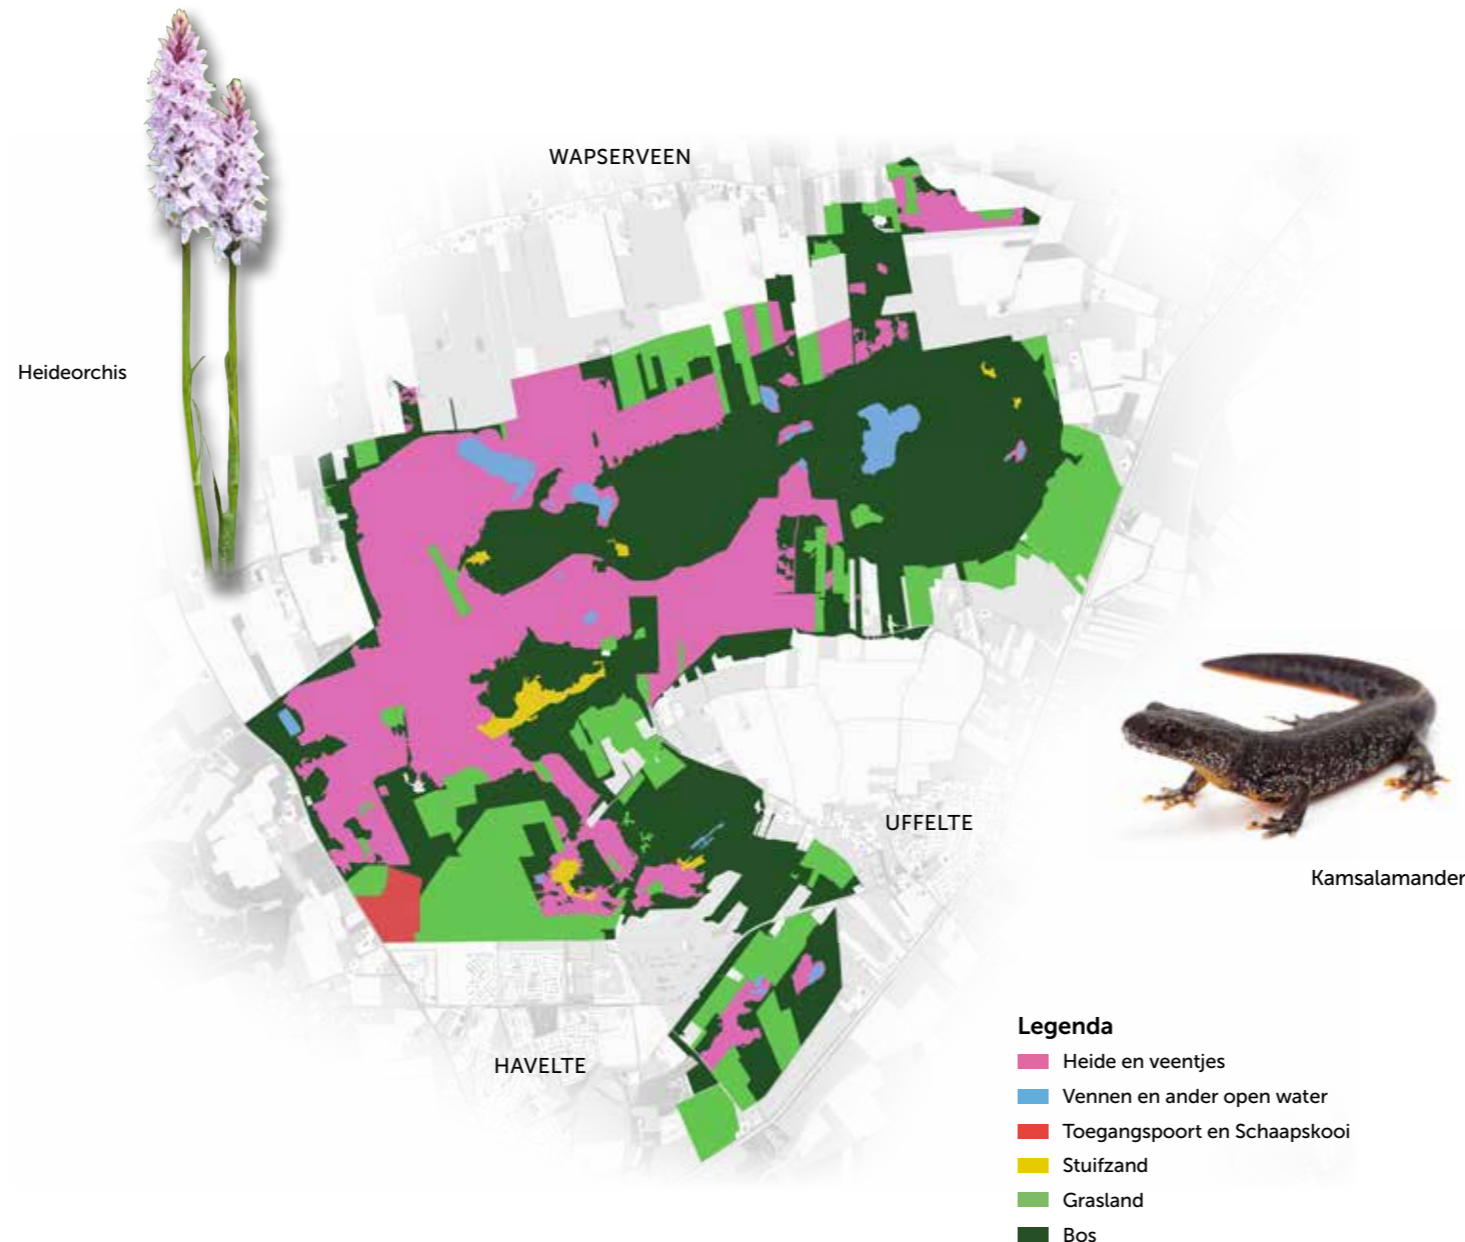 WAPSERVEEN
Heideorchis
UFFELTE
Kamsalamander
HAVELTE
Legenda
Heide en veentjes
Vennen en ander open water
Toegangspoort en Schaapskooi
Stuifzand
Grasland
Bos